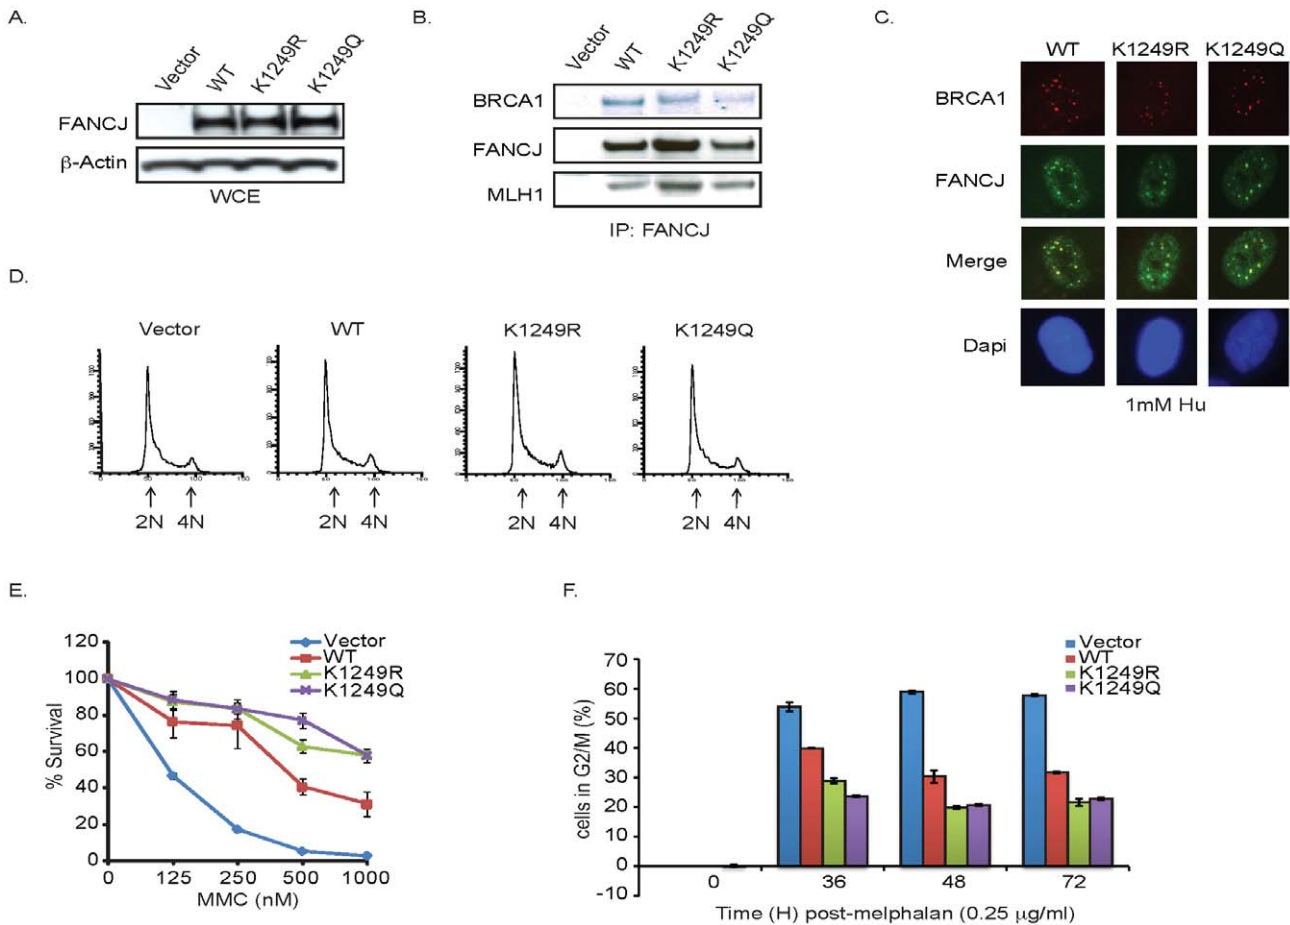 A.
Vector
WT
K1249R
K1249Q
FANCJ
β-Actin
WCE
B.
Vector
WT
K1249R
K1249Q
BRCA1
FANCJ
MLH1
IP: FANCJ
C.
WT K1249R K1249Q
BRCA1
FANCJ
Merge
Dapi
1mM Hu
D.
Vector WT K1249R K1249Q
2N 4N 2N 4N 2N 4N 2N 4N
E.
Vector
WT
K1249R
K1249Q
% Survival
120
100
80
60
40
20
0
0 125 250 500 1000
MMC (nM)
F.
Vector
WT
K1249R
K1249Q
cells in G2/M (%)
70
60
50
40
30
20
10
0
-10
0 36 48 72
Time (H) post-melphalan (0.25 μg/ml)